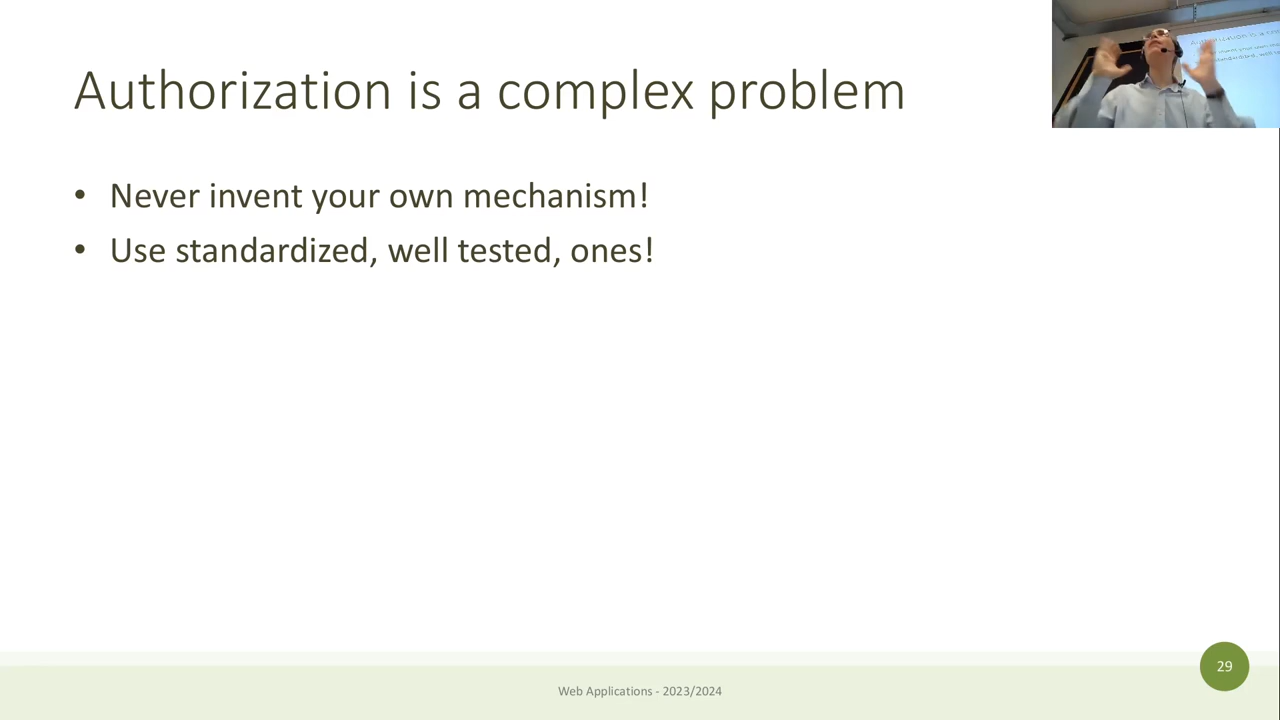 Authorization is a complex problem
• Never invent your own mechanism!
• Use standardized, well tested, ones!
Web Applications - 2023/2024
29